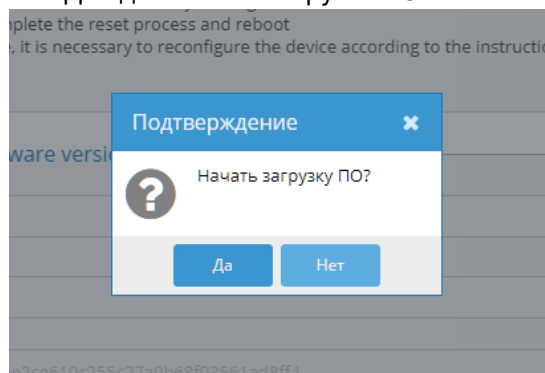 plete the reset process and reboot
, it is necessary to reconfigure the device according to the instructi
Подтверждение
ware versi
Начать загрузку ПО?
Да
Нет